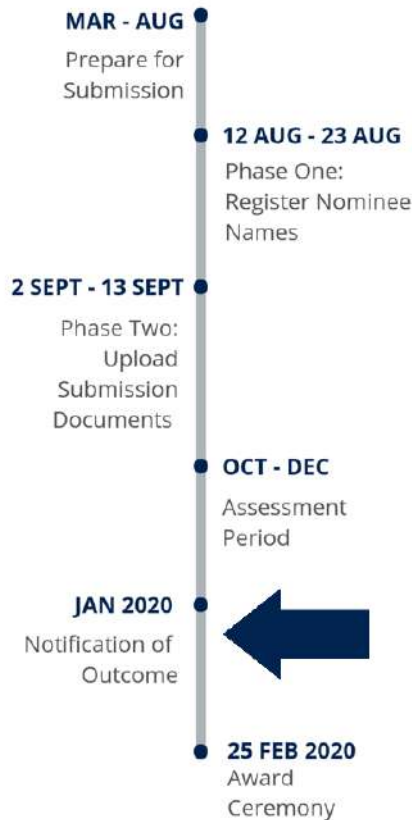 MAR - AUG
Prepare for
Submission
12 AUG - 23 AUG
Phase One:
Register Nominee
Names
2 SEPT - 13 SEPT
Phase Two:
Upload
Submission
Documents
OCT - DEC
Assessment
Period
JAN 2020
Notification of
Outcome
25 FEB 2020
Award
Ceremony